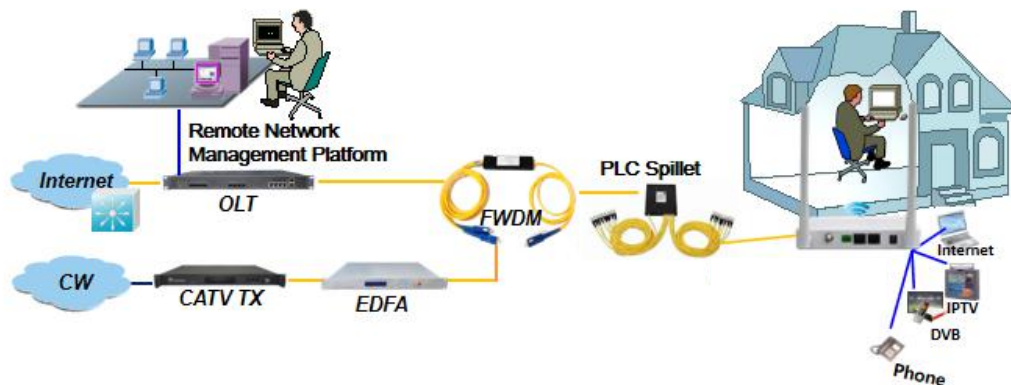 Remote Network
Management Platform
Internet
OLT
FWDM
PLC Spillet
CW
CATV TX
EDFA
Internet
IPTV
DVB
Phone